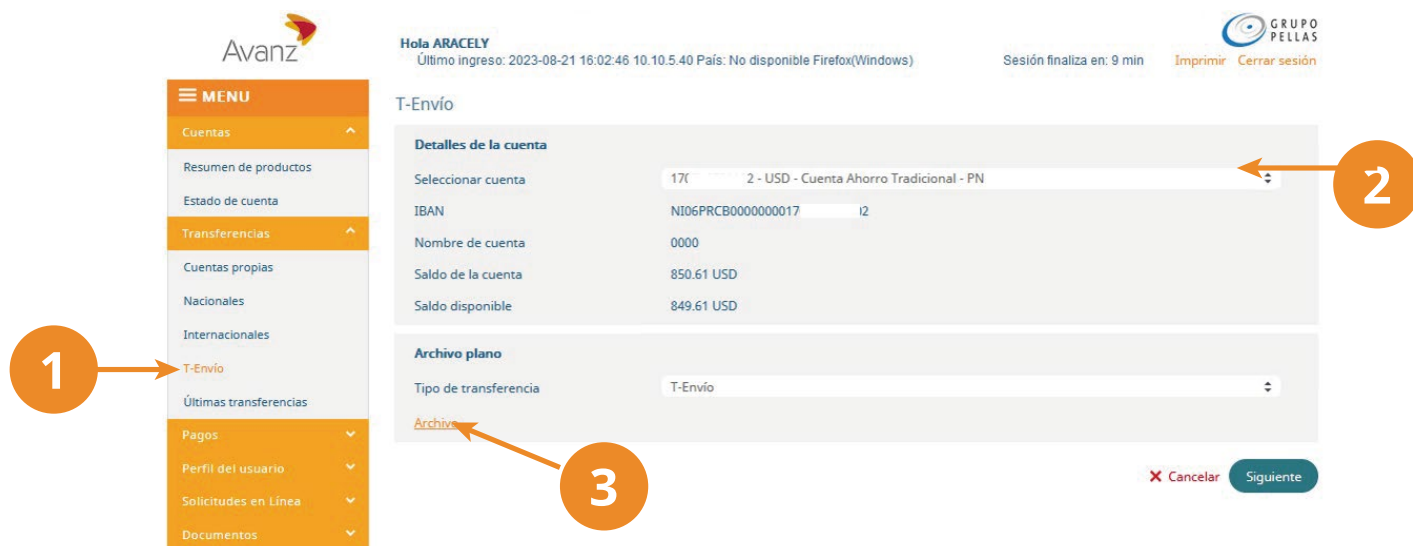 Avanz
Hola ARACELY
Último ingreso: 2023-08-21 16:02:46 10.10.5.40 País: No disponible Firefox(Windows)
Sesión finaliza en: 9 min
GRUPO
PELLAS
Imprimir Cerrar sesión
MENU
Cuentas
Resumen de productos
Estado de cuenta
Transferencias
Cuentas propias
Nacionales
Internacionales
1
T-Envío
Últimas transferencias
Pagos
Perfil del usuario
Solicitudes en Línea
Documentos
T-Envío
Detalles de la cuenta
Seleccionar cuenta 2 - USD - Cuenta Ahorro Tradicional - PN
2
IBAN NI06PRCB0000000017 02
Nombre de cuenta 0000
Saldo de la cuenta 850.61 USD
Saldo disponible 849.61 USD
Archivo plano
Tipo de transferencia T-Envío
Archivo
3
Cancelar Siguiente